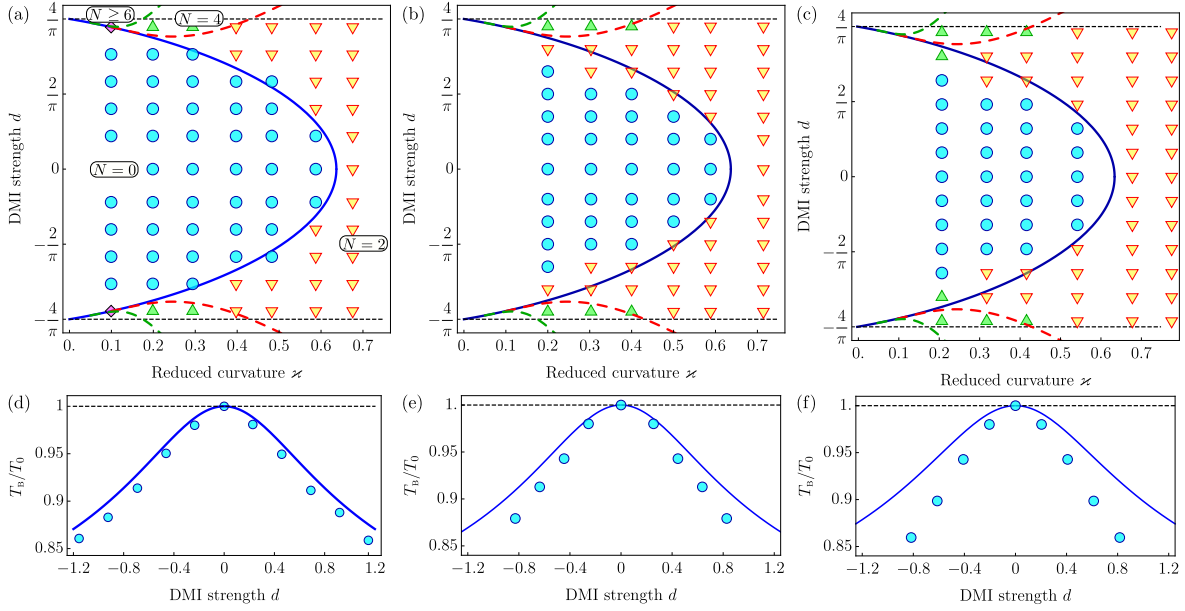 (a)
N ≥ 6
N = 4
N = 0
N = 2
4/π
2/π
0
−2/π
−4/π
DMI strength d
0. 0.1 0.2 0.3 0.4 0.5 0.6 0.7
Reduced curvature ϰ
(b)
4/π
2/π
0
−2/π
−4/π
DMI strength d
0. 0.1 0.2 0.3 0.4 0.5 0.6 0.7
Reduced curvature ϰ
(c)
4/π
2/π
0
−2/π
−4/π
DMI strength d
0. 0.1 0.2 0.3 0.4 0.5 0.6 0.7
Reduced curvature ϰ
(d)
1
0.95
0.9
0.85
T_B/T_0
−1.2 −0.8 −0.4 0 0.4 0.8 1.2
DMI strength d
(e)
1.
0.95
0.9
0.85
T_B/T_0
−1.2 −0.8 −0.4 0 0.4 0.8 1.2
DMI strength d
(f)
1.
0.95
0.9
0.85
T_B/T_0
−1.2 −0.8 −0.4 0 0.4 0.8 1.2
DMI strength d